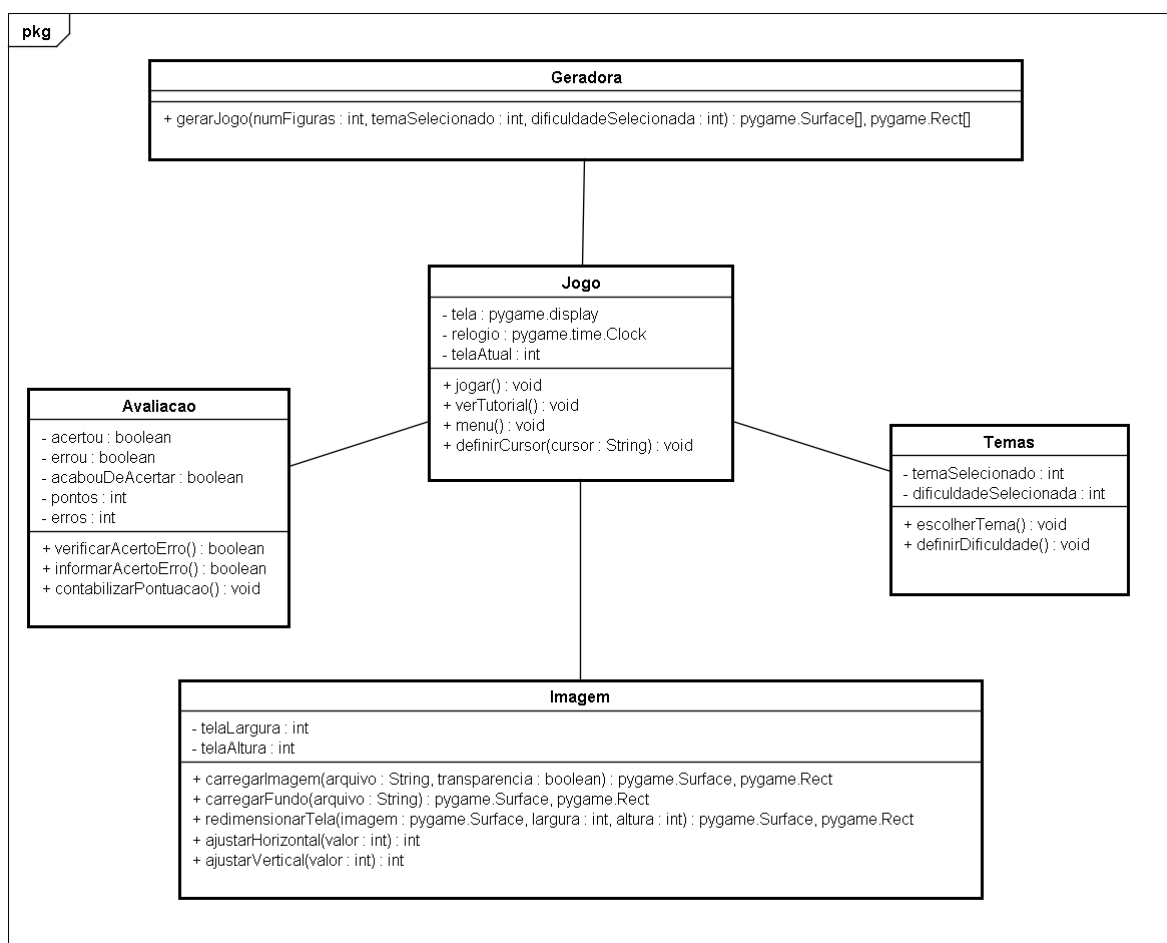 pkg
Geradora
+ gerarJogo(numFiguras : int, temaSelecionado : int, dificuldadeSelecionada : int) : pygame.Surface[], pygame.Rect[]
Jogo
- tela : pygame.display
- relogio : pygame.time.Clock
- telaAtual : int
+ jogar() : void
+ verTutorial() : void
+ menu() : void
+ definirCursor(cursor : String) : void
Avaliacao
- acertou : boolean
- errou : boolean
- acabouDeAcertar : boolean
- pontos : int
- erros : int
+ verificarAcertoErro() : boolean
+ informarAcertoErro() : boolean
+ contabilizarPontuacao() : void
Temas
- temaSelecionado : int
- dificuldadeSelecionada : int
+ escolherTema() : void
+ definirDificuldade() : void
Imagem
- telaLargura : int
- telaAltura : int
+ carregarImagem(arquivo : String, transparencia : boolean) : pygame.Surface, pygame.Rect
+ carregarFundo(arquivo : String) : pygame.Surface, pygame.Rect
+ redimensionarTela(imagem : pygame.Surface, largura : int, altura : int) : pygame.Surface, pygame.Rect
+ ajustarHorizontal(valor : int) : int
+ ajustarVertical(valor : int) : int